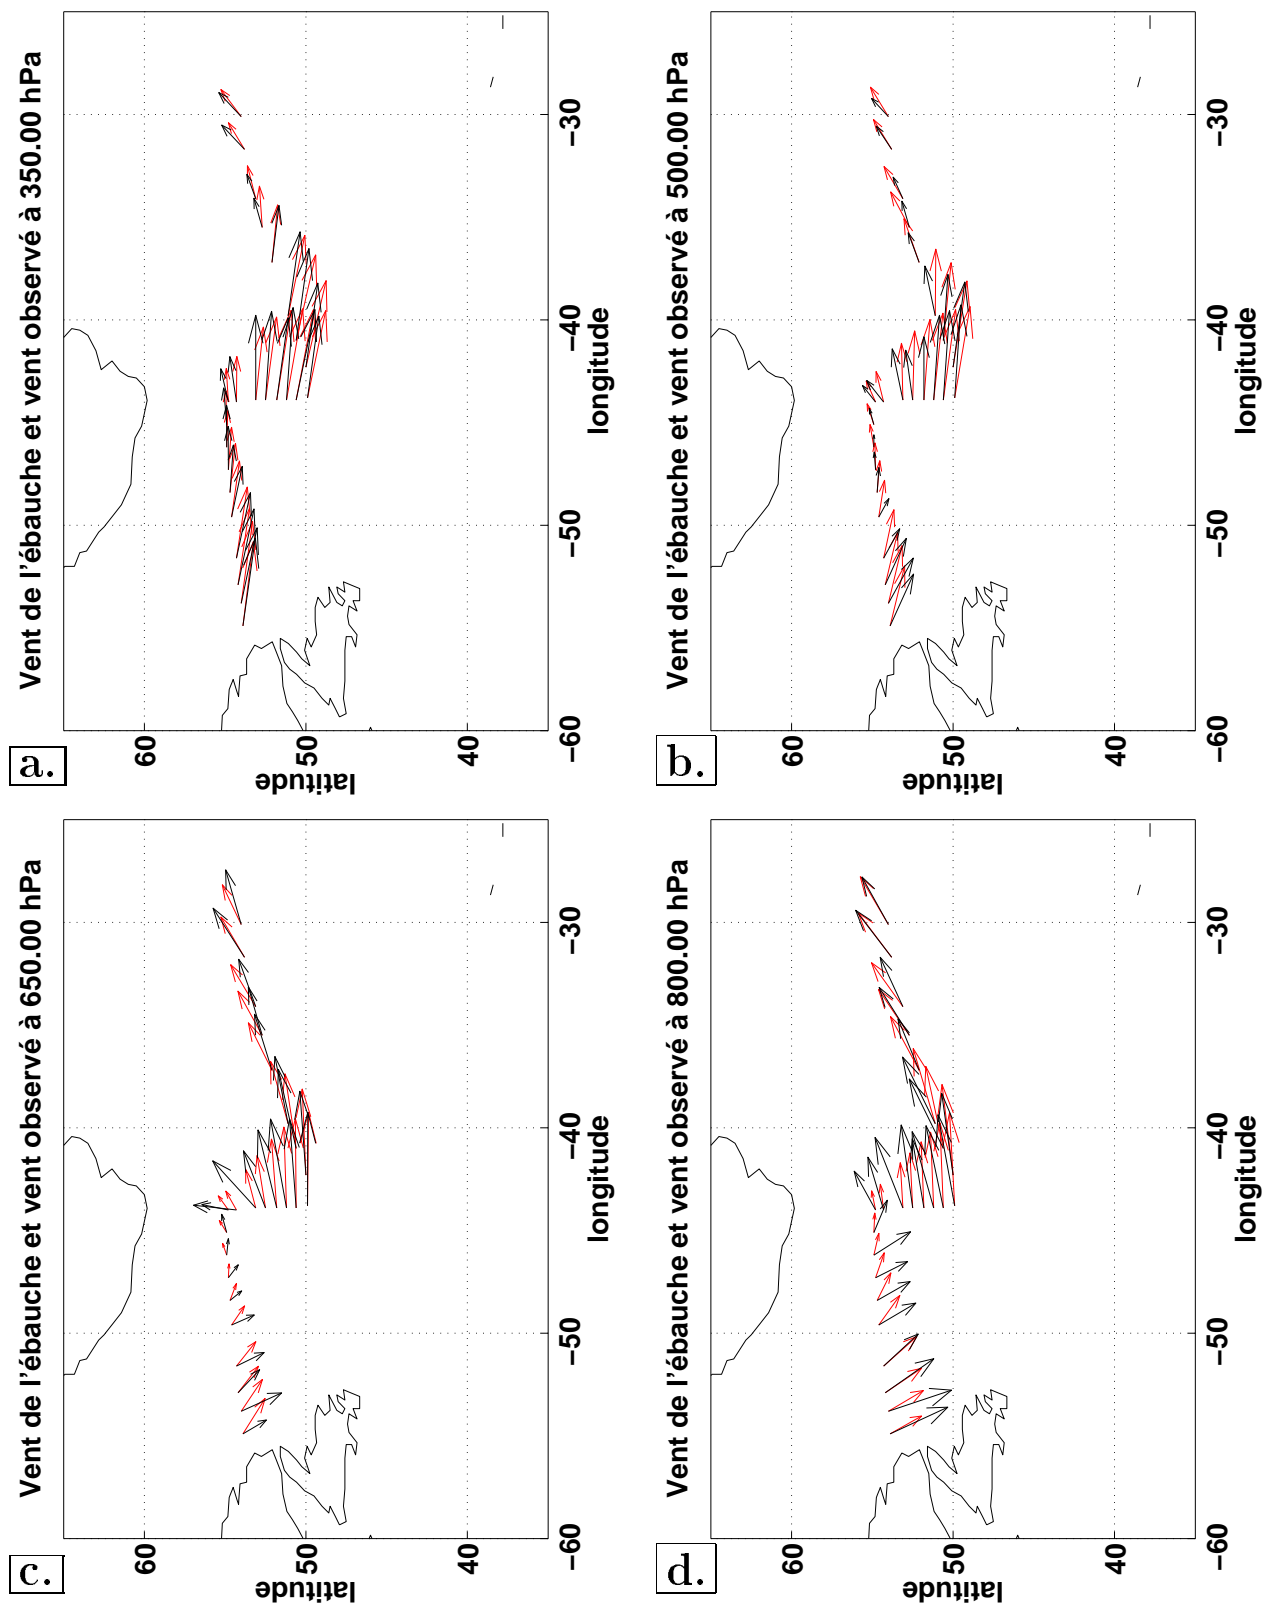 a.
Vent de l'ébauche et vent observé à 350.00 hPa
60
50
40
latitude
−60
−50
−40
−30
longitude
b.
Vent de l'ébauche et vent observé à 500.00 hPa
60
50
40
latitude
−60
−50
−40
−30
longitude
c.
Vent de l'ébauche et vent observé à 650.00 hPa
60
50
40
latitude
−60
−50
−40
−30
longitude
d.
Vent de l'ébauche et vent observé à 800.00 hPa
60
50
40
latitude
−60
−50
−40
−30
longitude